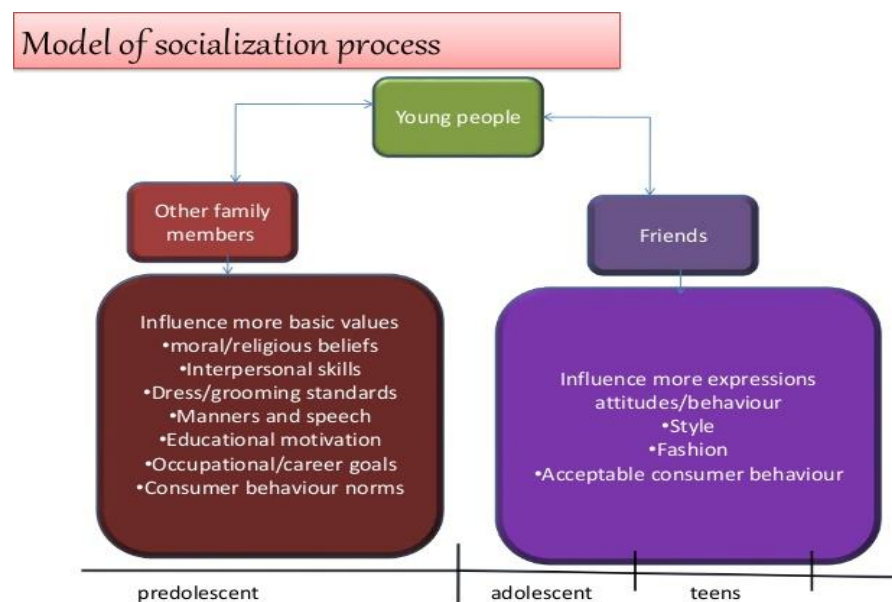 Model of socialization process
Young people
Other family
members
Friends
Influence more basic values
•moral/religious beliefs
•Interpersonal skills
•Dress/grooming standards
•Manners and speech
•Educational motivation
•Occupational/career goals
•Consumer behaviour norms
Influence more expressions
attitudes/behaviour
•Style
•Fashion
•Acceptable consumer behaviour
predolescent
adolescent
teens